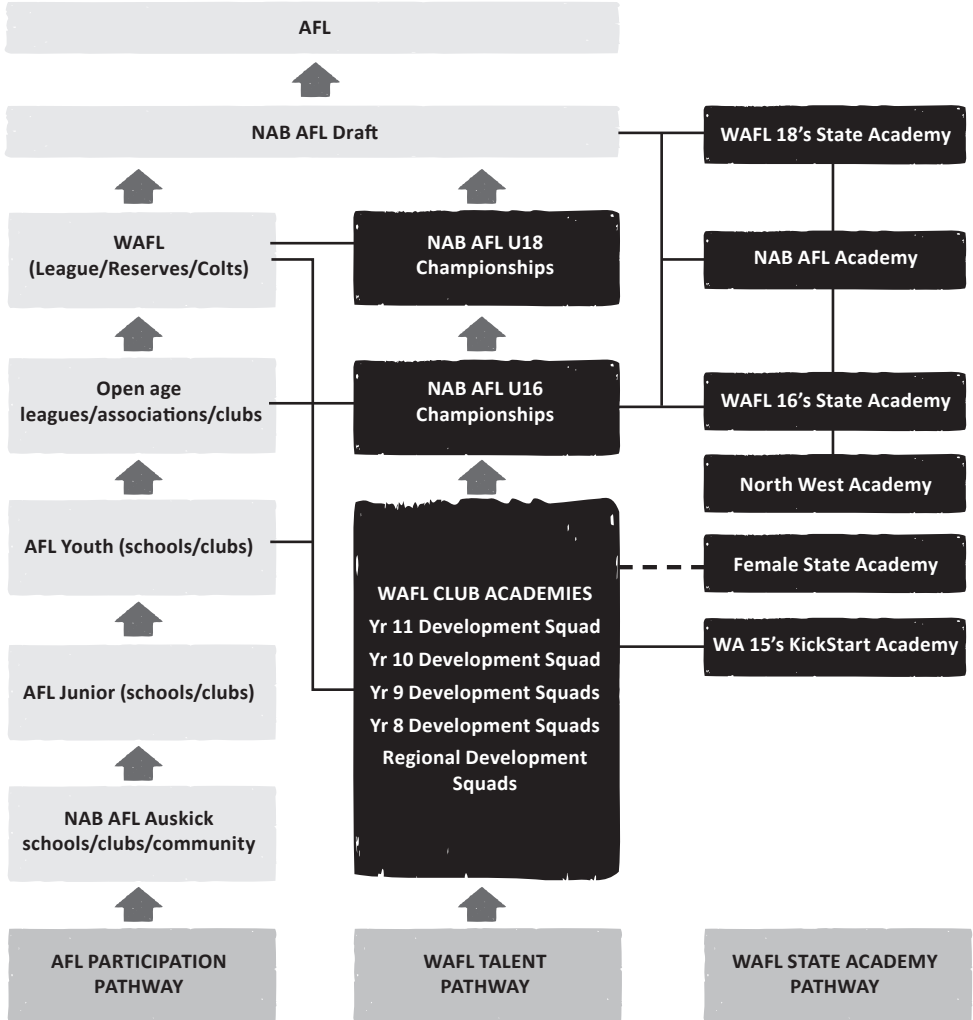 AFL
NAB AFL Draft
WAFL
(League/Reserves/Colts)
Open age
leagues/associations/clubs
AFL Youth (schools/clubs)
AFL Junior (schools/clubs)
NAB AFL Auskick
schools/clubs/community
AFL PARTICIPATION
PATHWAY
NAB AFL U18
Championships
NAB AFL U16
Championships
WAFL CLUB ACADEMIES
Yr 11 Development Squad
Yr 10 Development Squad
Yr 9 Development Squads
Yr 8 Development Squads
Regional Development
Squads
WAFL TALENT
PATHWAY
WAFL 18's State Academy
NAB AFL Academy
WAFL 16's State Academy
North West Academy
Female State Academy
WA 15's KickStart Academy
WAFL STATE ACADEMY
PATHWAY